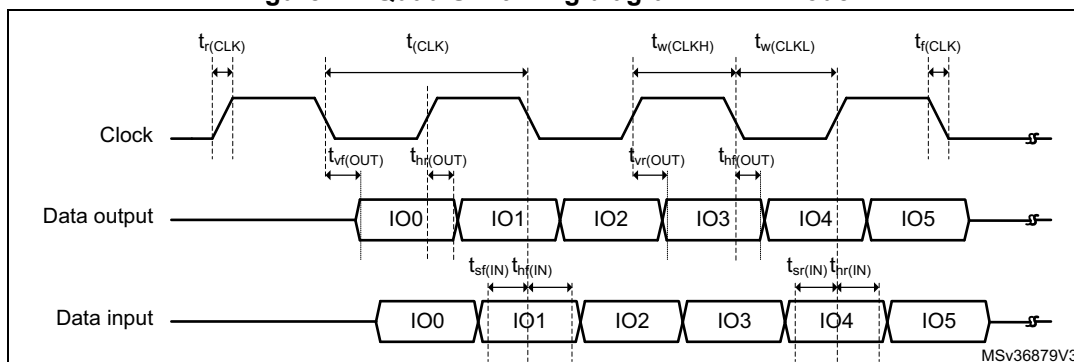 tr(CLK) t(CLK) tw(CLKH) tw(CLKL) tf(CLK)
Clock
tvf(OUT) thr(OUT) tvr(OUT) thf(OUT)
Data output IO0 IO1 IO2 IO3 IO4 IO5
tsf(IN) thf(IN) tsr(IN) thr(IN)
Data input IO0 IO1 IO2 IO3 IO4 IO5
MSv36879V3